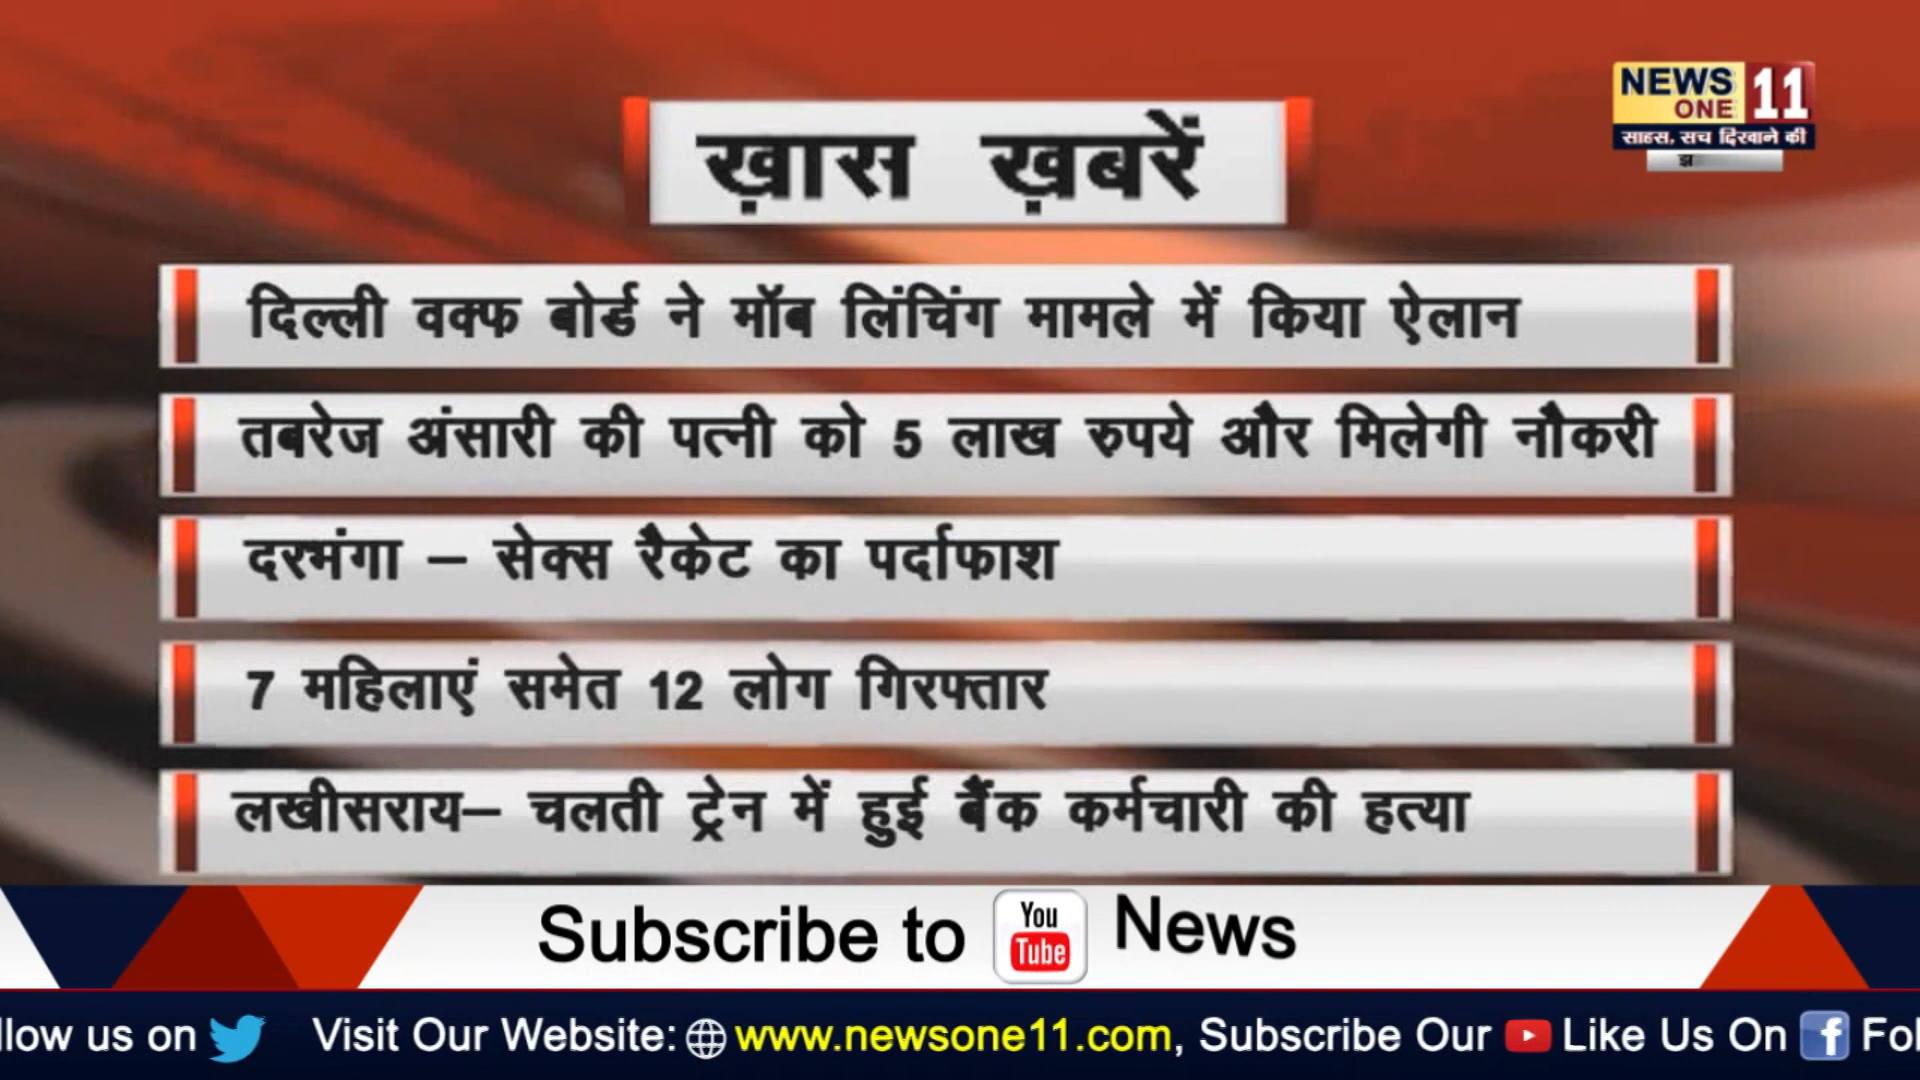 NEWS
ONE 11
साहस, सच दिखाने की
झ
ख़ास ख़बरें
दिल्ली वक्फ बोर्ड ने मॉब लिंचिंग मामले में किया ऐलान
तबरेज अंसारी की पत्नी को 5 लाख रुपये और मिलेगी नौकरी
दरभंगा – सेक्स रैकेट का पर्दाफाश
7 महिलाएं समेत 12 लोग गिरफ्तार
लखीसराय– चलती ट्रेन में हुई बैंक कर्मचारी की हत्या
Subscribe to You Tube News
llow us on Visit Our Website: www.newsone11.com, Subscribe Our Like Us On f Fol